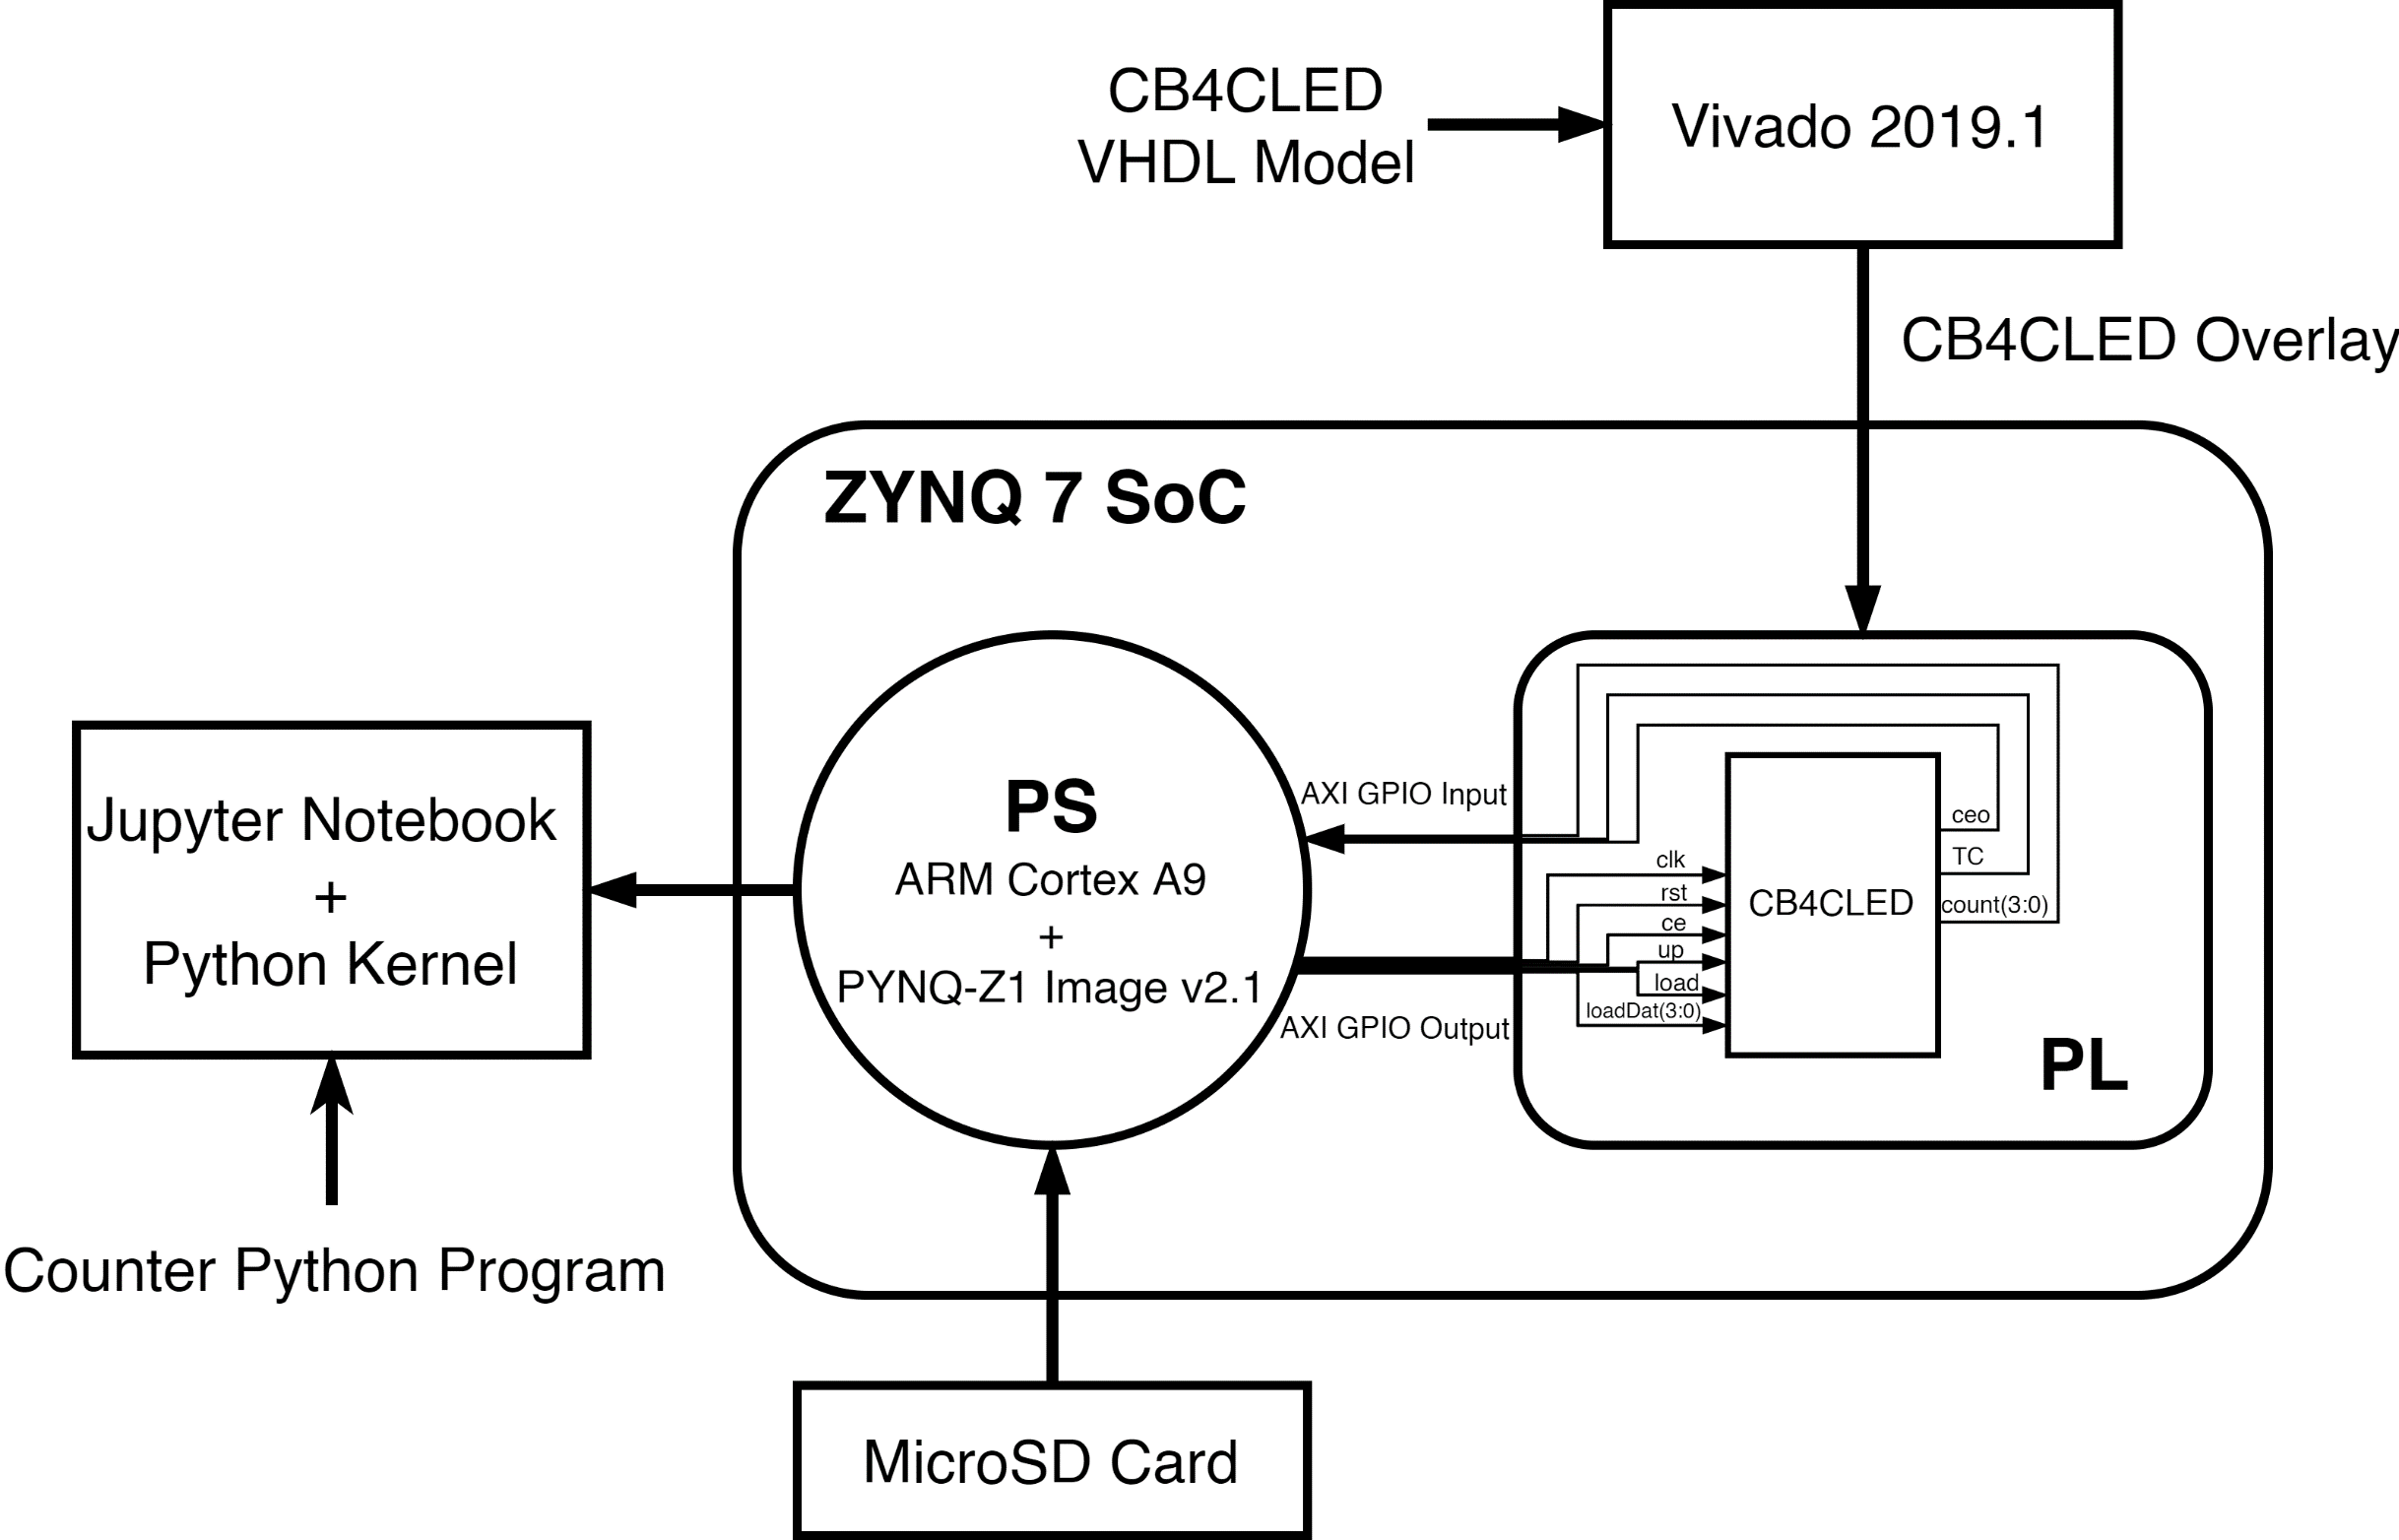 CB4CLED
VHDL Model
Vivado 2019.1
CB4CLED Overlay
ZYNQ 7 SoC
Jupyter Notebook
+
Python Kernel
Counter Python Program
PS
ARM Cortex A9
+
PYNQ-Z1 Image v2.1
AXI GPIO Input
AXI GPIO Output
clk
rst
ce
up
load
loadDat(3:0)
CB4CLED
ceo
TC
count(3:0)
PL
MicroSD Card